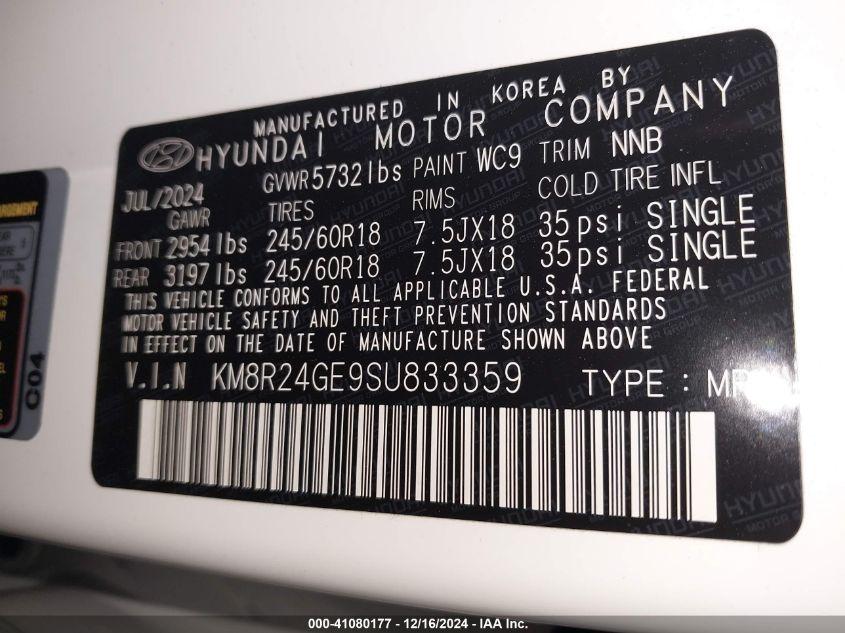 MANUFACTURED IN KOREA BY
HYUNDAI MOTOR COMPANY
JUL/2024 GVWR 5732 lbs PAINT WC9 TRIM NNB
GAWR TIRES RIMS COLD TIRE INFL
FRONT 2954 lbs 245/60R18 7.5JX18 35psi SINGLE
REAR 3197 lbs 245/60R18 7.5JX18 35psi SINGLE
THIS VEHICLE CONFORMS TO ALL APPLICABLE U.S.A. FEDERAL
MOTOR VEHICLE SAFETY AND THEFT PREVENTION STANDARDS
IN EFFECT ON THE DATE OF MANUFACTURE SHOWN ABOVE
V.I.N KM8R24GE9SU833359 TYPE :
C04
HYUNDAI
MOTOR GROUP
000-41080177 - 12/16/2024 - IAA Inc.